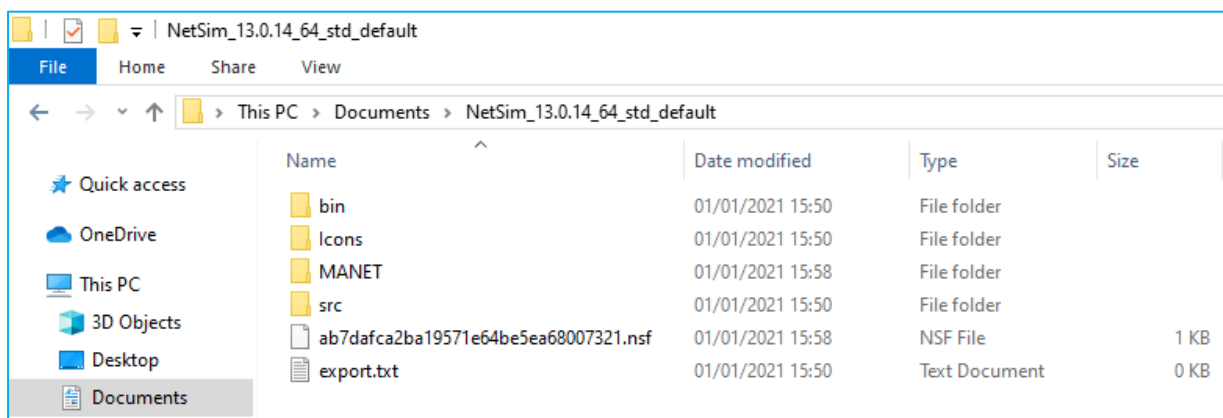 NetSim_13.0.14_64_std_default
File Home Share View
This PC > Documents > NetSim_13.0.14_64_std_default
Name Date modified Type Size
Quick access
OneDrive
This PC
3D Objects
Desktop
Documents
bin 01/01/2021 15:50 File folder
Icons 01/01/2021 15:50 File folder
MANET 01/01/2021 15:58 File folder
src 01/01/2021 15:50 File folder
ab7dafca2ba19571e64be5ea68007321.nsf 01/01/2021 15:58 NSF File 1 KB
export.txt 01/01/2021 15:50 Text Document 0 KB